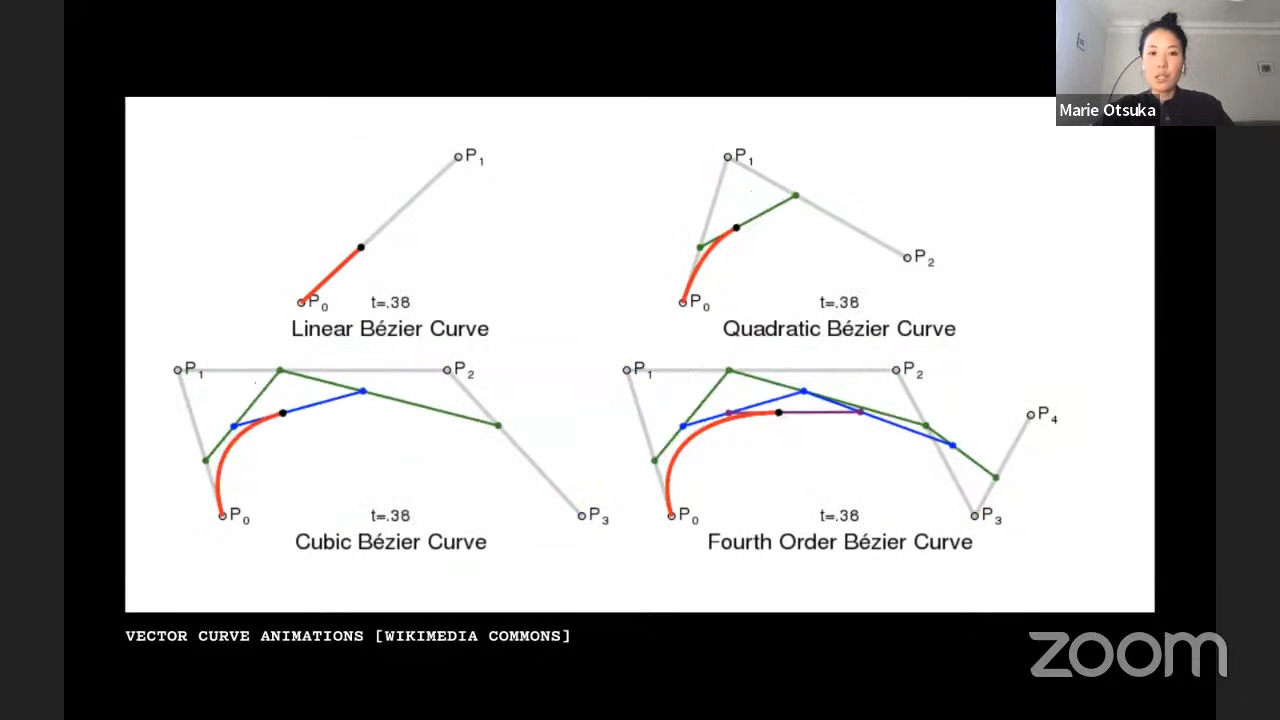 Marie Otsuka
P1
P0
t=.38
Linear Bézier Curve
P1
P2
P0
t=.38
Quadratic Bézier Curve
P1
P2
P0
t=.38
P3
Cubic Bézier Curve
P1
P2
P4
P0
t=.38
P3
Fourth Order Bézier Curve
VECTOR CURVE ANIMATIONS [WIKIMEDIA COMMONS]
zoom